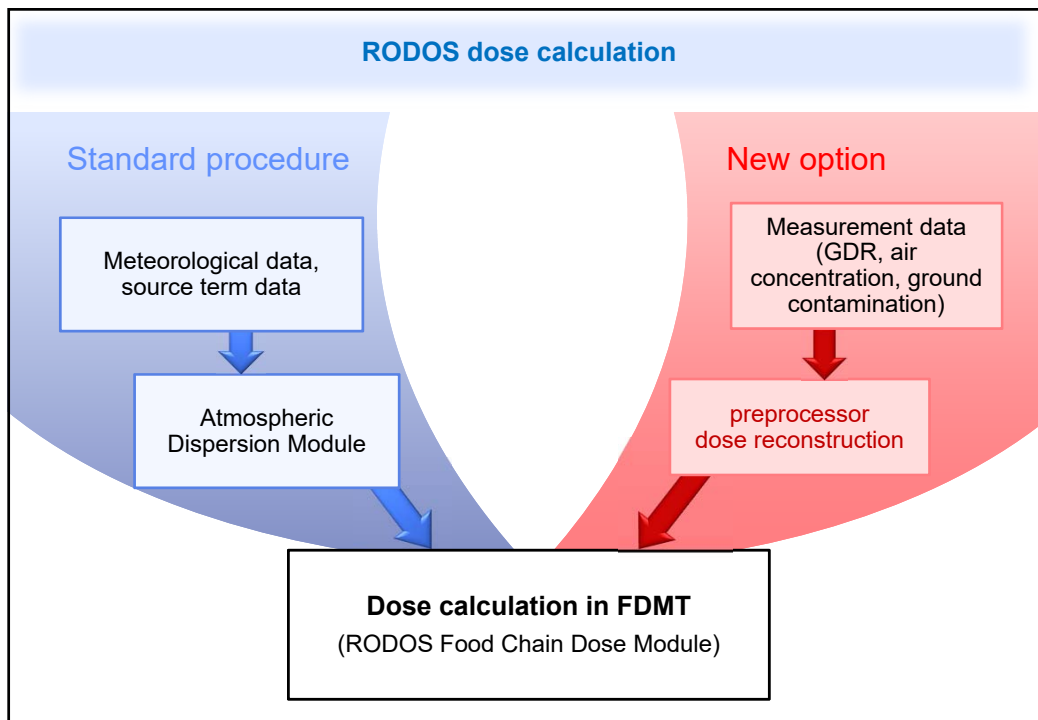 RODOS dose calculation
Standard procedure
Meteorological data,
source term data
Atmospheric
Dispersion Module
New option
Measurement data
(GDR, air
concentration, ground
contamination)
preprocessor
dose reconstruction
Dose calculation in FDMT
(RODOS Food Chain Dose Module)